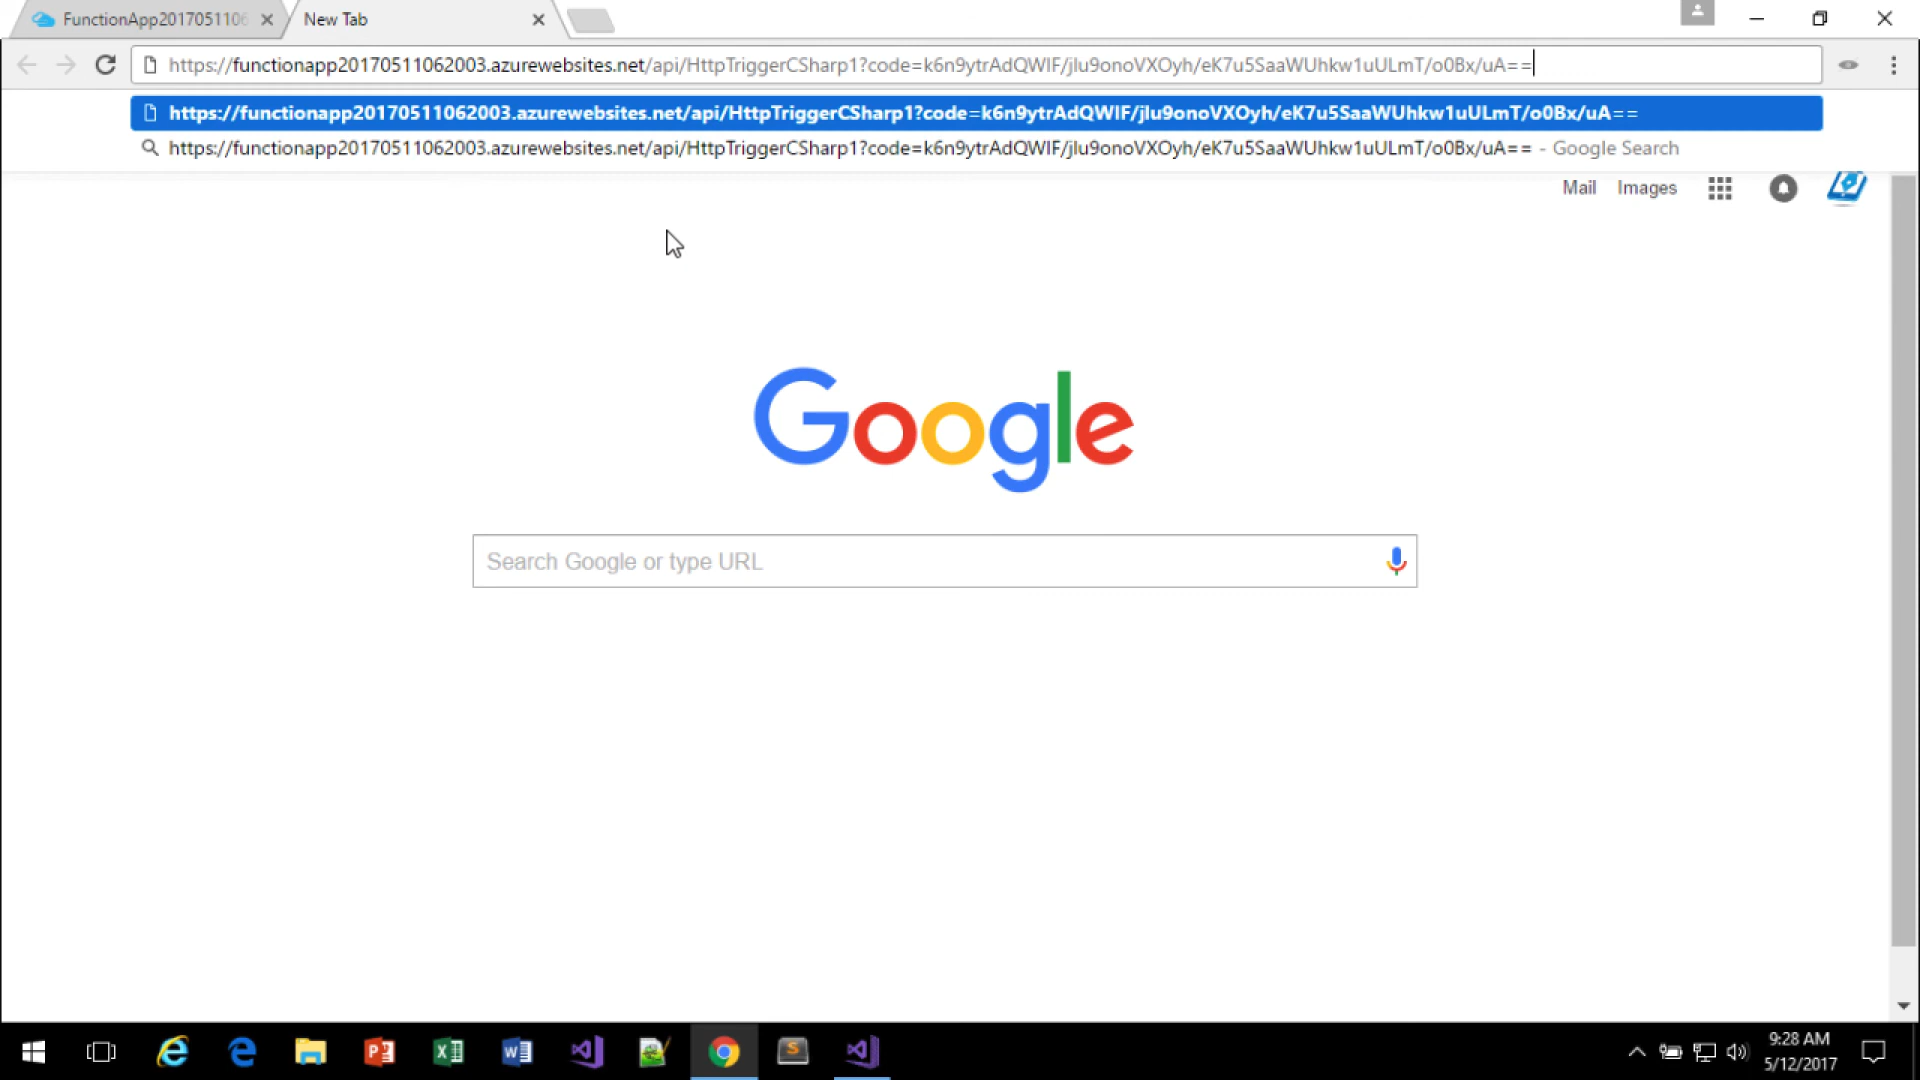 FunctionApp2017051106
New Tab
https://functionapp20170511062003.azurewebsites.net/api/HttpTriggerCSharp1?code=k6n9ytrAdQWIF/jlu9onoVXOyh/eK7u5SaaWUhkw1uULmT/o0Bx/uA==
https://functionapp20170511062003.azurewebsites.net/api/HttpTriggerCSharp1?code=k6n9ytrAdQWIF/jlu9onoVXOyh/eK7u5SaaWUhkw1uULmT/o0Bx/uA==
https://functionapp20170511062003.azurewebsites.net/api/HttpTriggerCSharp1?code=k6n9ytrAdQWIF/jlu9onoVXOyh/eK7u5SaaWUhkw1uULmT/o0Bx/uA== - Google Search
Mail Images
Google
Search Google or type URL
9:28 AM
5/12/2017